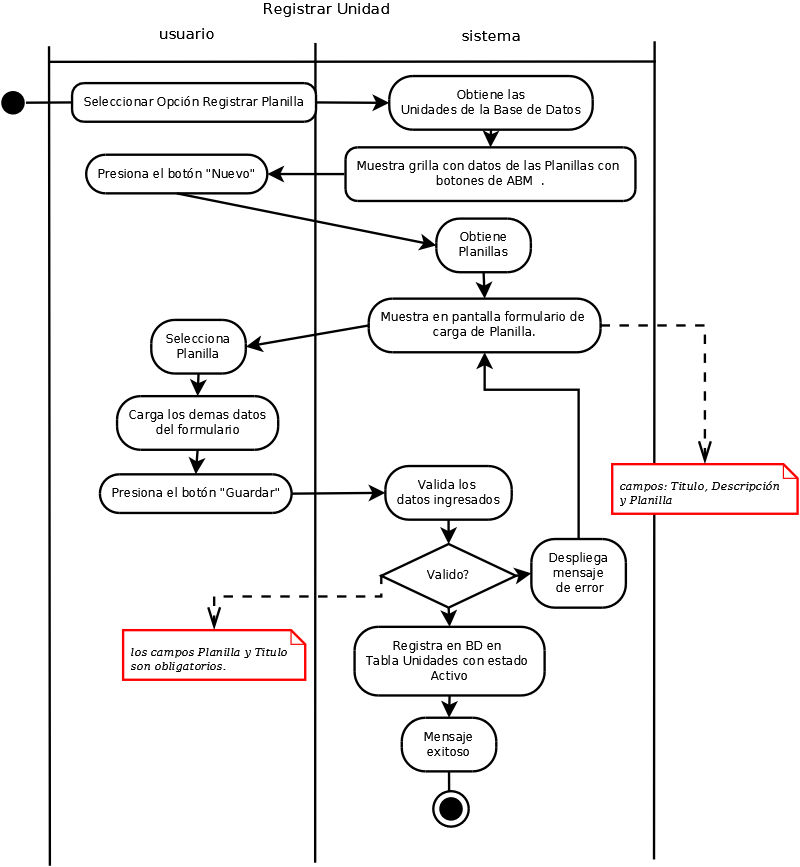 Registrar Unidad
usuario
sistema
Seleccionar Opción Registrar Planilla
Obtiene las
Unidades de la Base de Datos
Muestra grilla con datos de las Planillas con
botones de ABM  .
Presiona el botón "Nuevo"
Obtiene
Planillas
Muestra en pantalla formulario de
carga de Planilla.
Selecciona
Planilla
Carga los demas datos
del formulario
Presiona el botón "Guardar"
Valida los
datos ingresados
campos: Titulo, Descripción
y Planilla
Valido?
Despliega
mensaje
de error
los campos Planilla y Titulo
son obligatorios.
Registra en BD en
Tabla Unidades con estado
Activo
Mensaje
exitoso